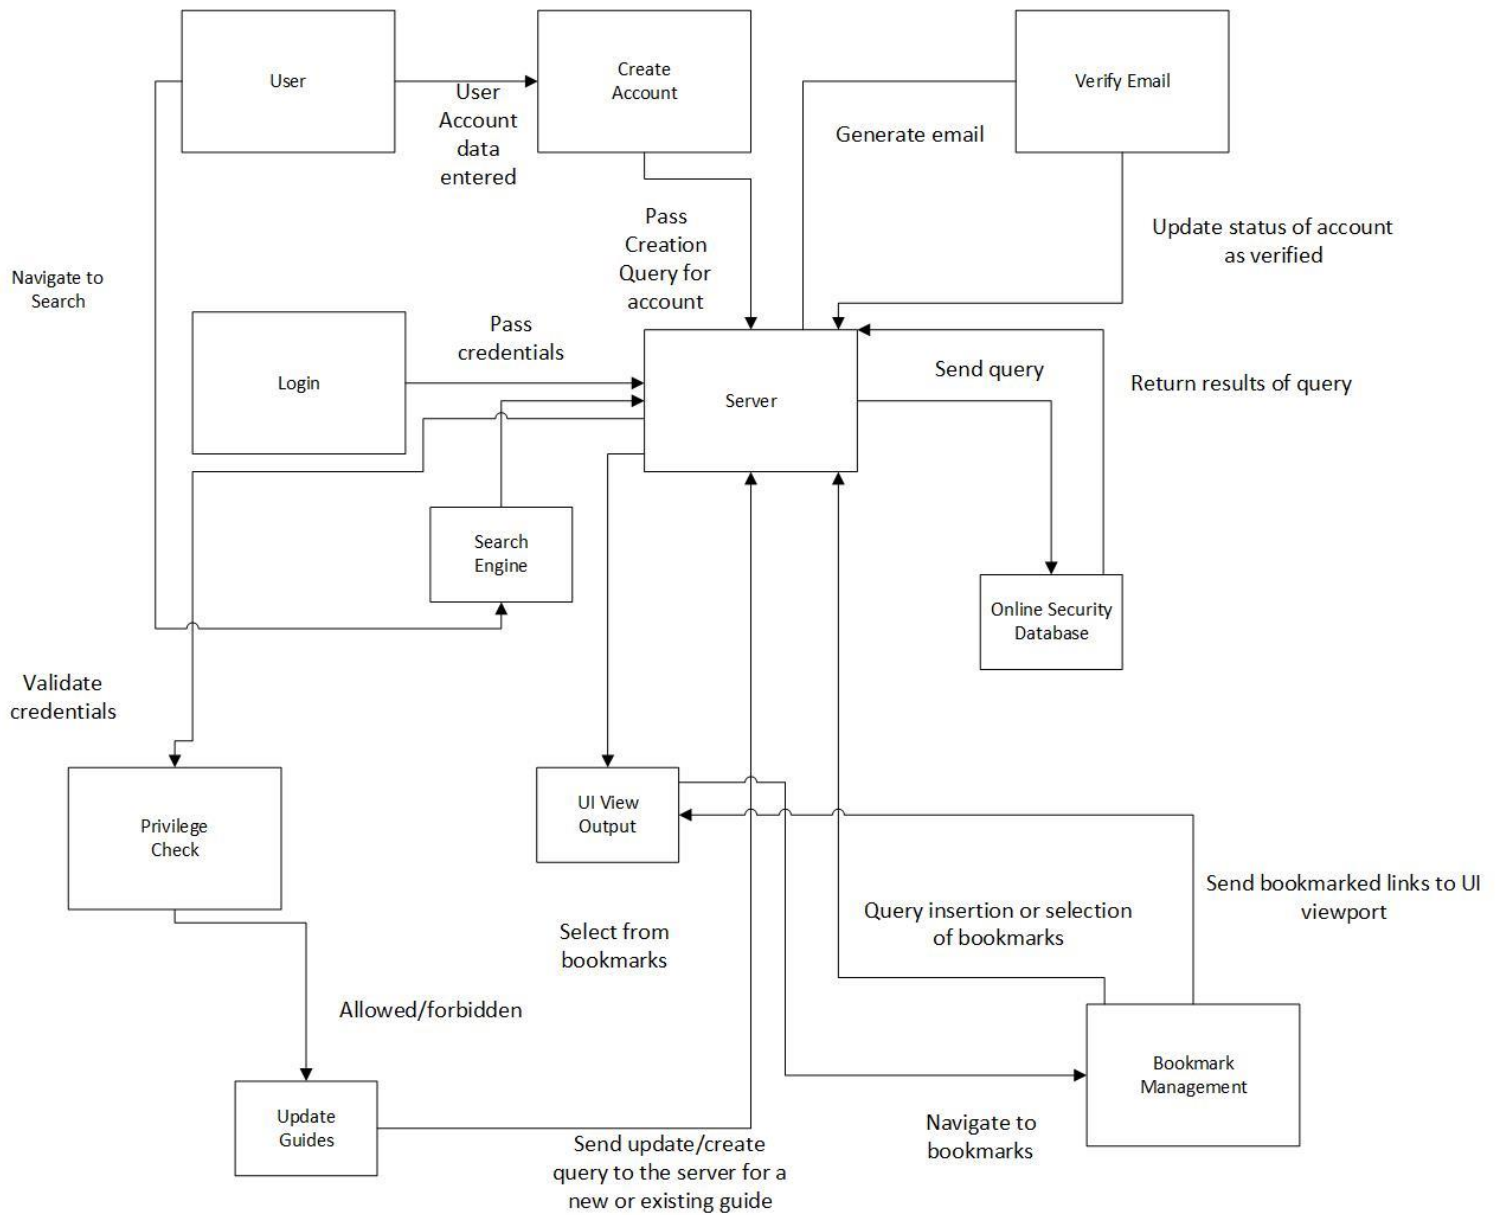 User
Create
Account
Verify Email
User
Account
data
entered
Generate email
Pass
Creation
Query for
account
Update status of account
as verified
Navigate to
Search
Login
Pass
credentials
Server
Send query
Return results of query
Search
Engine
Online Security
Database
Validate
credentials
Privilege
Check
UI View
Output
Send bookmarked links to UI
viewport
Query insertion or selection
of bookmarks
Select from
bookmarks
Allowed/forbidden
Bookmark
Management
Update
Guides
Navigate to
bookmarks
Send update/create
query to the server for a
new or existing guide